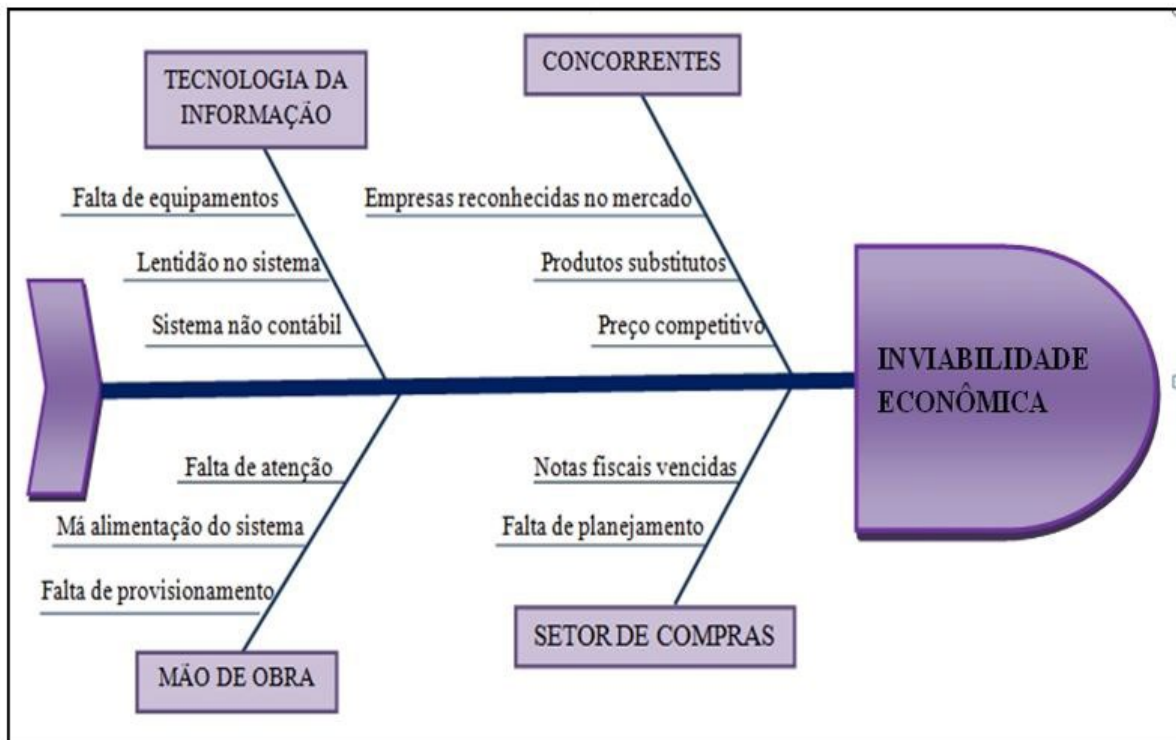 TECNOLOGIA DA
INFORMAÇÃO
Falta de equipamentos
Lentidão no sistema
Sistema não contábil
CONCORRENTES
Empresas reconhecidas no mercado
Produtos substitutos
Preço competitivo
INVIABILIDADE
ECONÔMICA
Falta de atenção
Má alimentação do sistema
Falta de provisionamento
MÃO DE OBRA
Notas fiscais vencidas
Falta de planejamento
SETOR DE COMPRAS